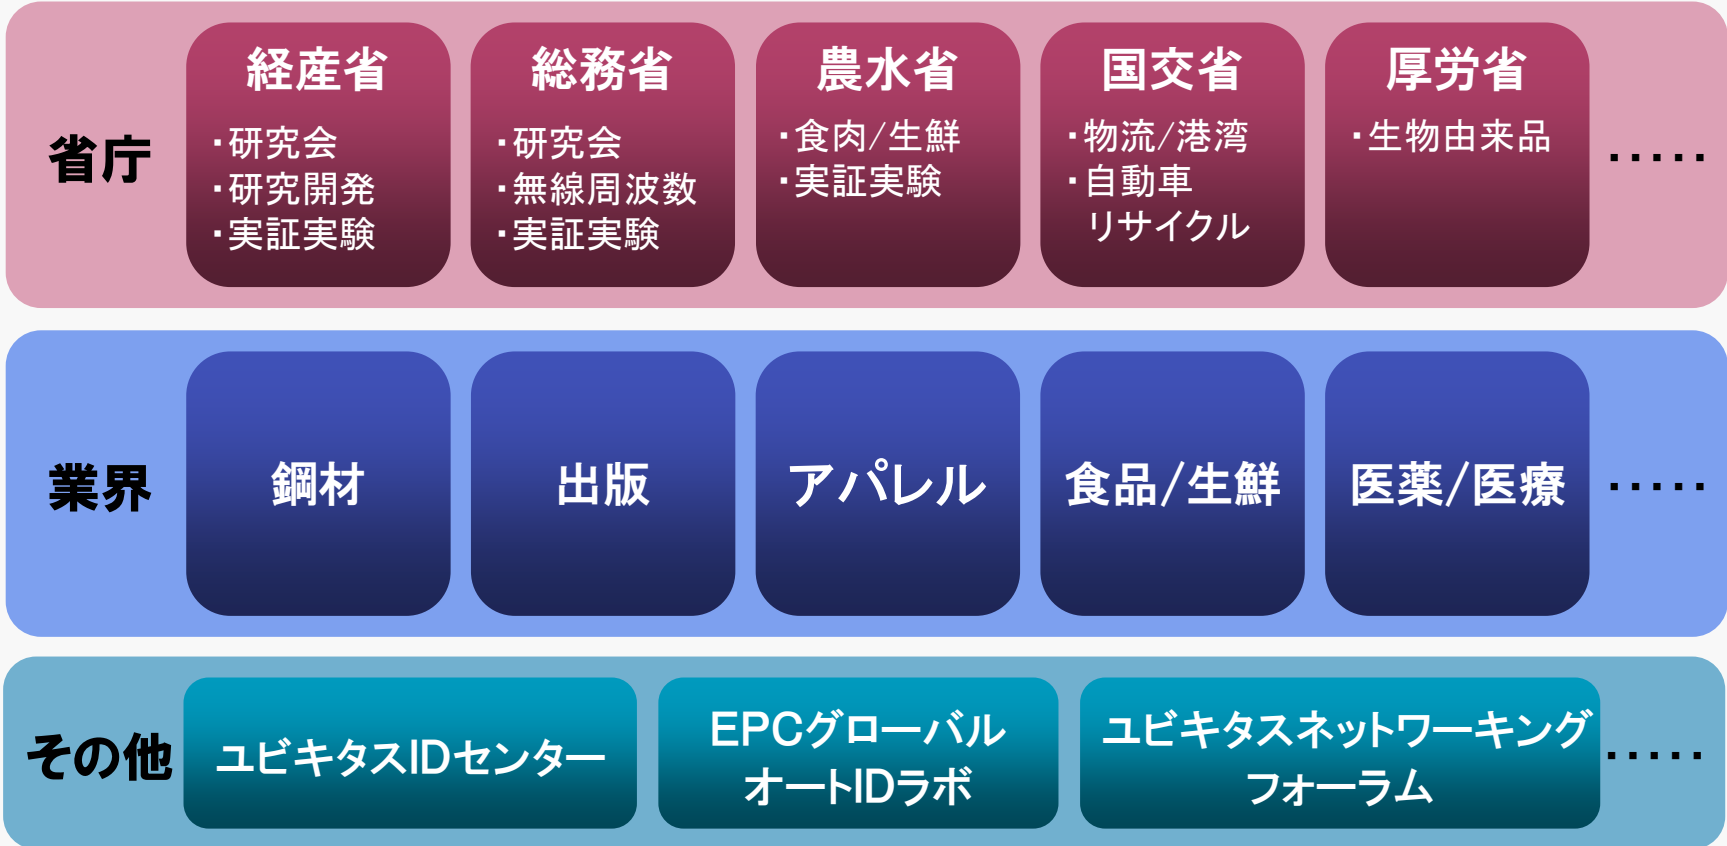 省庁
経産省
・研究会
・研究開発
・実証実験
総務省
・研究会
・無線周波数
・実証実験
農水省
・食肉/生鮮
・実証実験
国交省
・物流/港湾
・自動車
リサイクル
厚労省
・生物由来品
・・・・・
業界
鋼材
出版
アパレル
食品/生鮮
医薬/医療
・・・・・
その他
ユビキタスIDセンター
EPCグローバル
オートIDラボ
ユビキタスネットワーキング
フォーラム
・・・・・